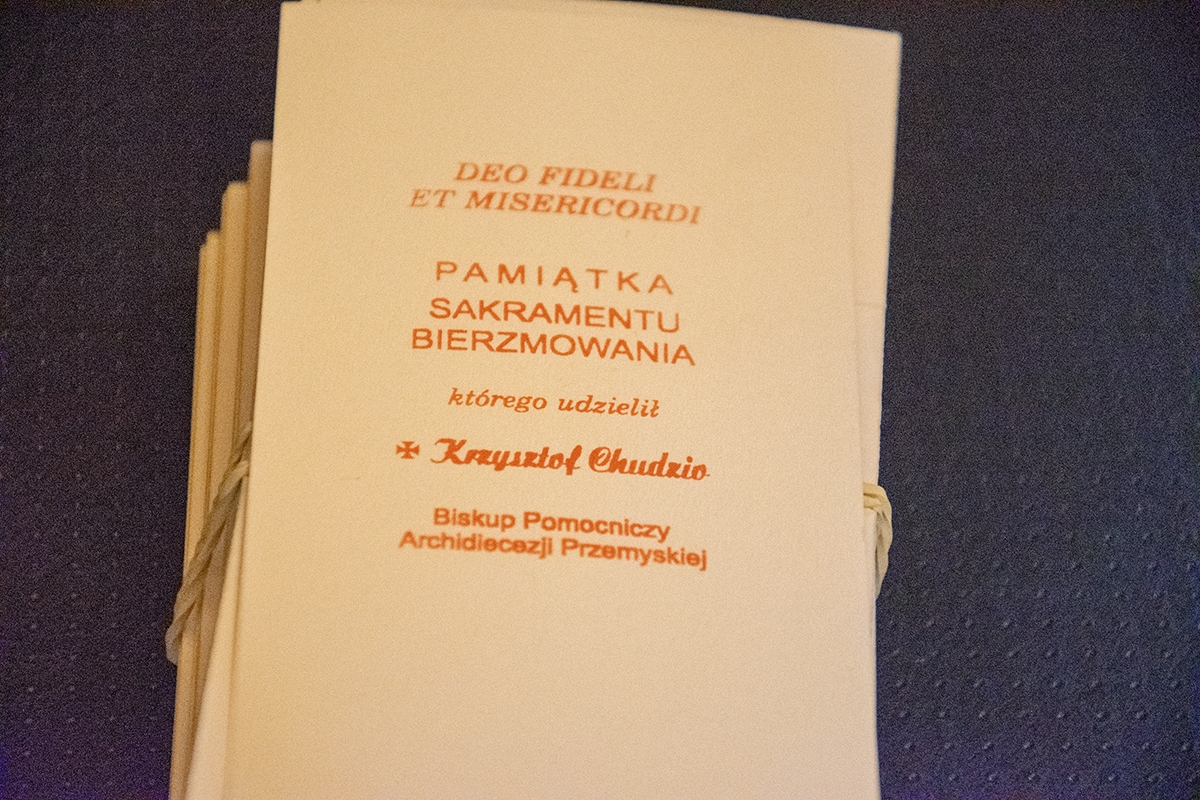 DEO FIDELI
ET MISERICORDI
PAMIĄTKA
SAKRAMENTU
BIERZMOWANIA
którego udzielił
✠ Krzysztof Chudzio
Biskup Pomocniczy
Archidiecezji Przemyskiej